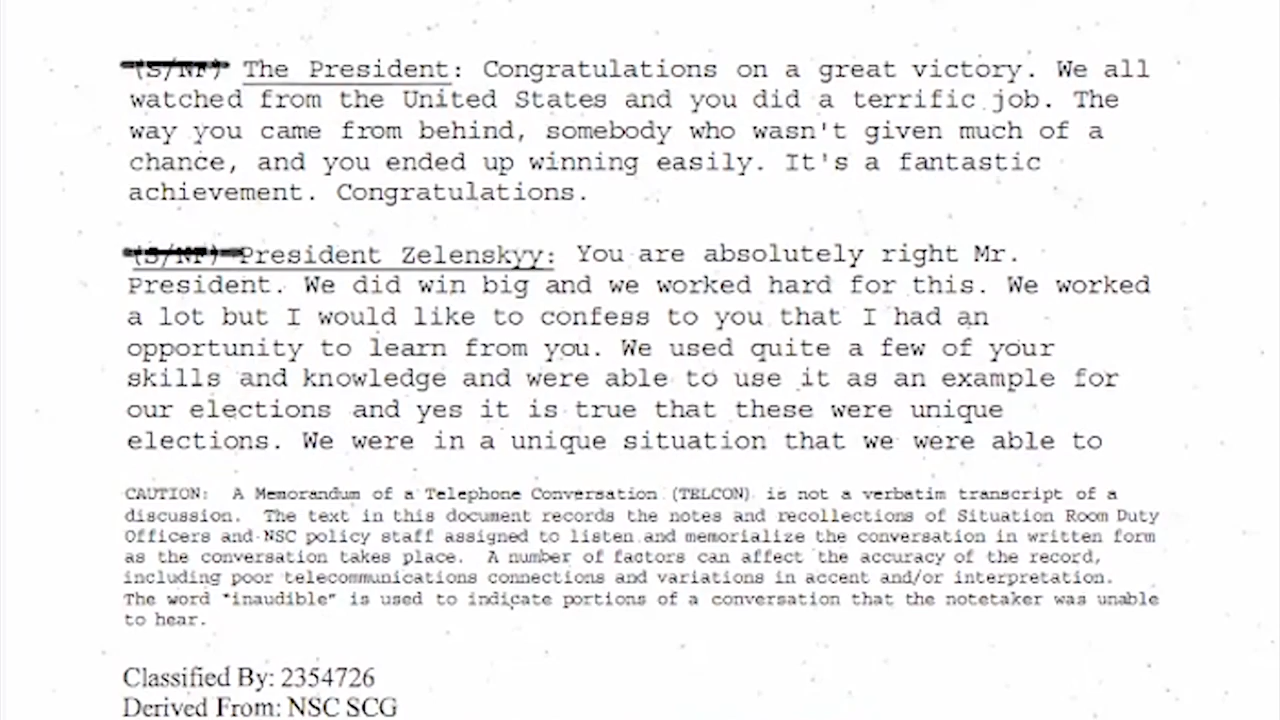 (S/NF) The President: Congratulations on a great victory. We all
watched from the United States and you did a terrific job. The
way you came from behind, somebody who wasn't given much of a
chance, and you ended up winning easily. It's a fantastic
achievement. Congratulations.
(S/NF) President Zelenskyy: You are absolutely right Mr.
President. We did win big and we worked hard for this. We worked
a lot but I would like to confess to you that I had an
opportunity to learn from you. We used quite a few of your
skills and knowledge and were able to use it as an example for
our elections and yes it is true that these were unique
elections. We were in a unique situation that we were able to
CAUTION: A Memorandum of a Telephone Conversation (TELCON) is not a verbatim transcript of a
discussion. The text in this document records the notes and recollections of Situation Room Duty
Officers and NSC policy staff assigned to listen and memorialize the conversation in written form
as the conversation takes place. A number of factors can affect the accuracy of the record,
including poor telecommunications connections and variations in accent and/or interpretation.
The word "inaudible" is used to indicate portions of a conversation that the notetaker was unable
to hear.
Classified By: 2354726
Derived From: NSC SCG